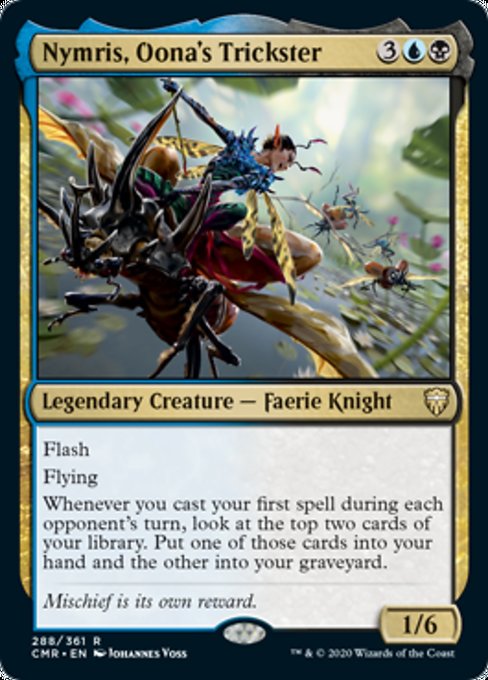 Nymris, Oona's Trickster 3
Legendary Creature — Faerie Knight
Flash
Flying
Whenever you cast your first spell during each
opponent's turn, look at the top two cards of
your library. Put one of those cards into your
hand and the other into your graveyard.
Mischief is its own reward.
1/6
288/361 R
CMR • EN Johannes Voss
™ & © 2020 Wizards of the Coast